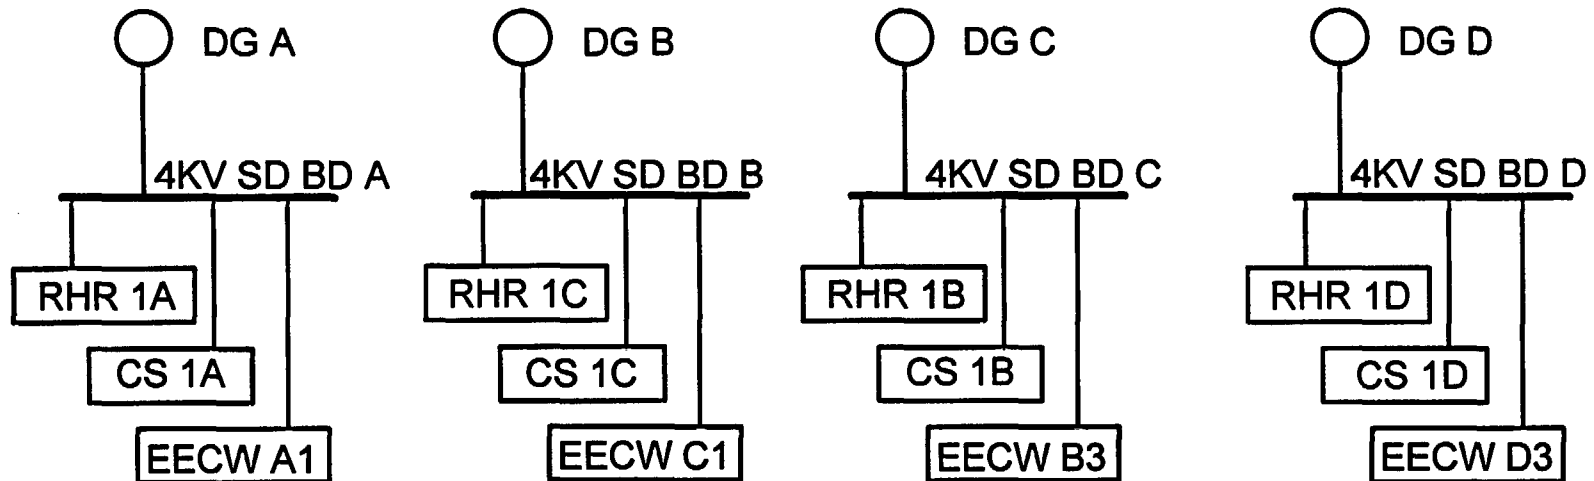 DG A
DG B
DG C
DG D
4KV SD BD A
4KV SD BD B
4KV SD BD C
4KV SD BD D
RHR 1A
RHR 1C
RHR 1B
RHR 1D
CS 1A
CS 1C
CS 1B
CS 1D
EECW A1
EECW C1
EECW B3
EECW D3